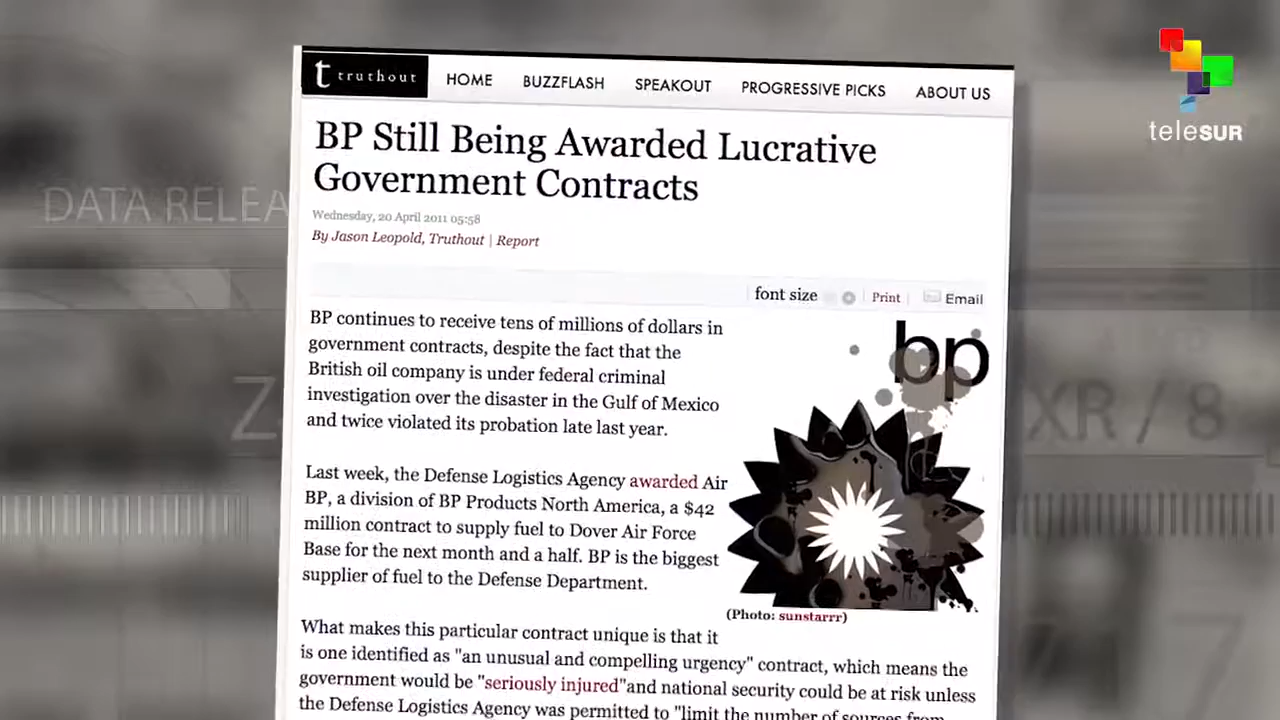 t truthout HOME BUZZFLASH SPEAKOUT PROGRESSIVE PICKS ABOUT US
teleSUR
BP Still Being Awarded Lucrative
Government Contracts
DATA RELEA
Wednesday, 20 April 2011 05:58
By Jason Leopold, Truthout | Report
font size Print Email
BP continues to receive tens of millions of dollars in
government contracts, despite the fact that the
British oil company is under federal criminal
investigation over the disaster in the Gulf of Mexico
and twice violated its probation late last year.
bp
XR / 8
Last week, the Defense Logistics Agency awarded Air
BP, a division of BP Products North America, a $42
million contract to supply fuel to Dover Air Force
Base for the next month and a half. BP is the biggest
supplier of fuel to the Defense Department.
(Photo: sunstarrr)
What makes this particular contract unique is that it
is one identified as "an unusual and compelling urgency" contract, which means the
government would be "seriously injured"and national security could be at risk unless
the Defense Logistics Agency was permitted to "limit the number of sources from